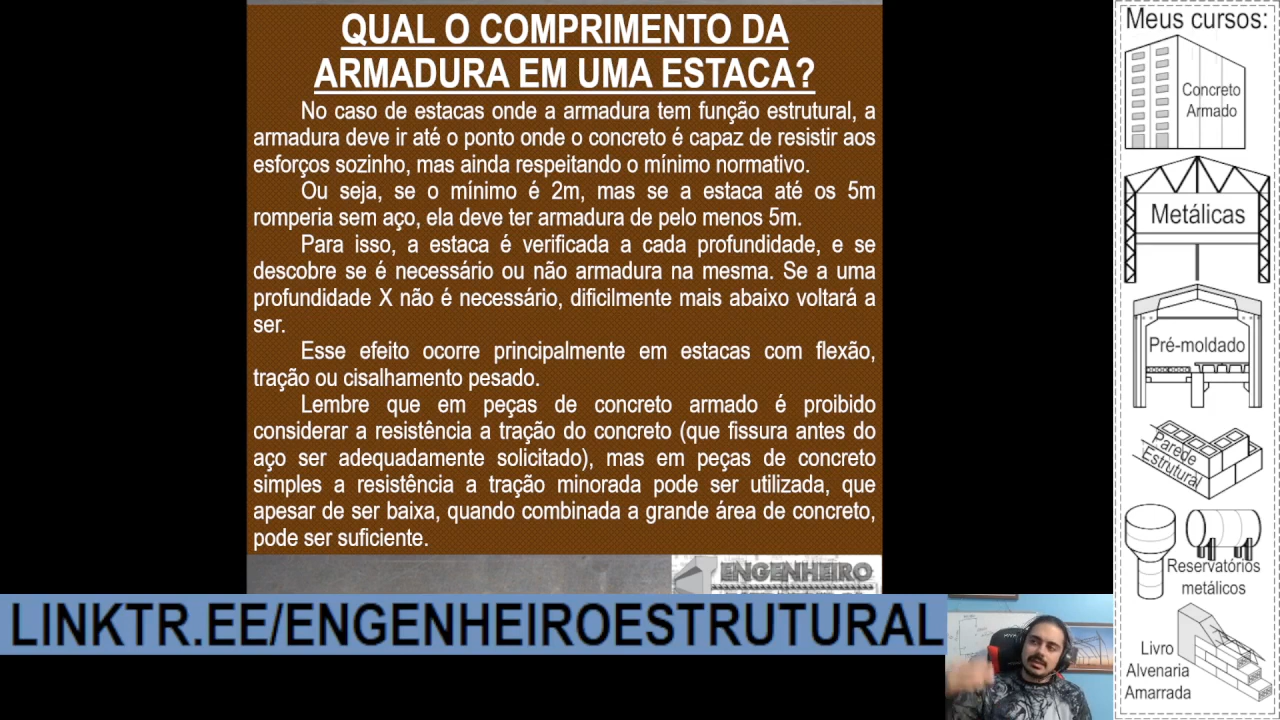 QUAL O COMPRIMENTO DA
ARMADURA EM UMA ESTACA?
No caso de estacas onde a armadura tem função estrutural, a
armadura deve ir até o ponto onde o concreto é capaz de resistir aos
esforços sozinho, mas ainda respeitando o mínimo normativo.
Ou seja, se o mínimo é 2m, mas se a estaca até os 5m
romperia sem aço, ela deve ter armadura de pelo menos 5m.
Para isso, a estaca é verificada a cada profundidade, e se
descobre se é necessário ou não armadura na mesma. Se a uma
profundidade X não é necessário, dificilmente mais abaixo voltará a
ser.
Esse efeito ocorre principalmente em estacas com flexão,
tração ou cisalhamento pesado.
Lembre que em peças de concreto armado é proibido
considerar a resistência a tração do concreto (que fissura antes do
aço ser adequadamente solicitado), mas em peças de concreto
simples a resistência a tração minorada pode ser utilizada, que
apesar de ser baixa, quando combinada a grande área de concreto,
pode ser suficiente.
ENGENHEIRO
LINKTR.EE/ENGENHEIROESTRUTURAL
Meus cursos:
Concreto
Armado
Metálicas
Pré-moldado
Parede
Estrutural
Reservatórios
metálicos
Livro
Alvenaria
Amarrada